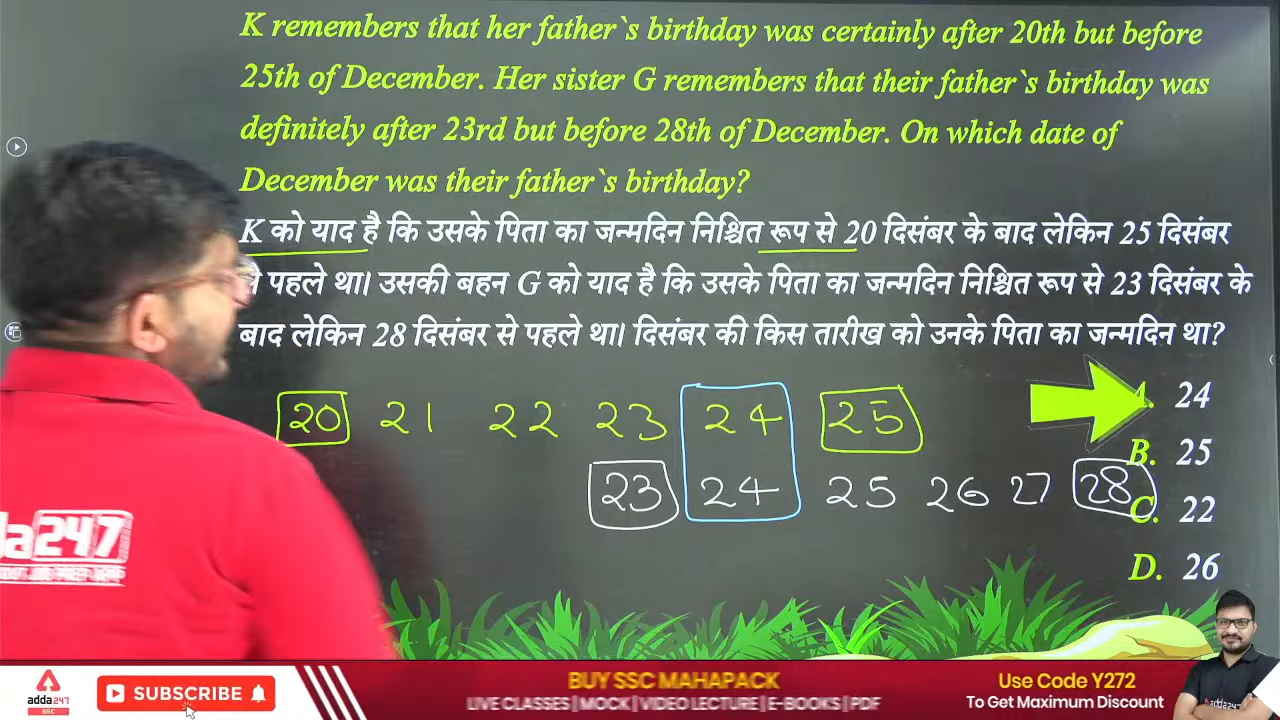 K remembers that her father`s birthday was certainly after 20th but before
25th of December. Her sister G remembers that their father`s birthday was
definitely after 23rd but before 28th of December. On which date of
December was their father`s birthday?
K को याद है कि उसके पिता का जन्मदिन निश्चित रूप से 20 दिसंबर के बाद लेकिन 25 दिसंबर
पहले था। उसकी बहन G को याद है कि उसके पिता का जन्मदिन निश्चित रूप से 23 दिसंबर के
बाद लेकिन 28 दिसंबर से पहले था। दिसंबर की किस तारीख को उनके पिता का जन्मदिन था?
A. 24
20 21 22 23 24 25
B. 25
23 24 25 26 27 28
C. 22
D. 26
da247
adda247
SSC
SUBSCRIBE
BUY SSC MAHAPACK
LIVE CLASSES | MOCK | VIDEO LECTURE | E-BOOKS | PDF
Use Code Y272
To Get Maximum Discount